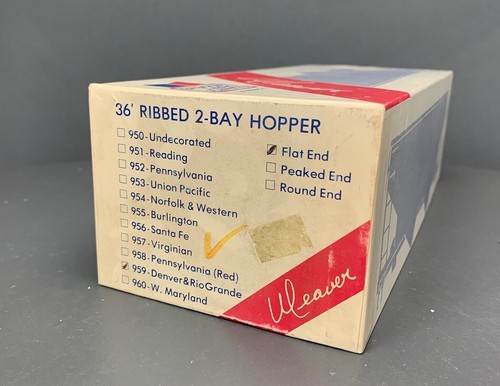 36' RIBBED 2-BAY HOPPER
950-Undecorated
951-Reading
952-Pennsylvania
953-Union Pacific
954-Norfolk & Western
955-Burlington
956-Santa Fe
957-Virginian
958-Pennsylvania (Red)
959-Denver&RioGrande
960-W. Maryland
Flat End
Peaked End
Round End
Weaver